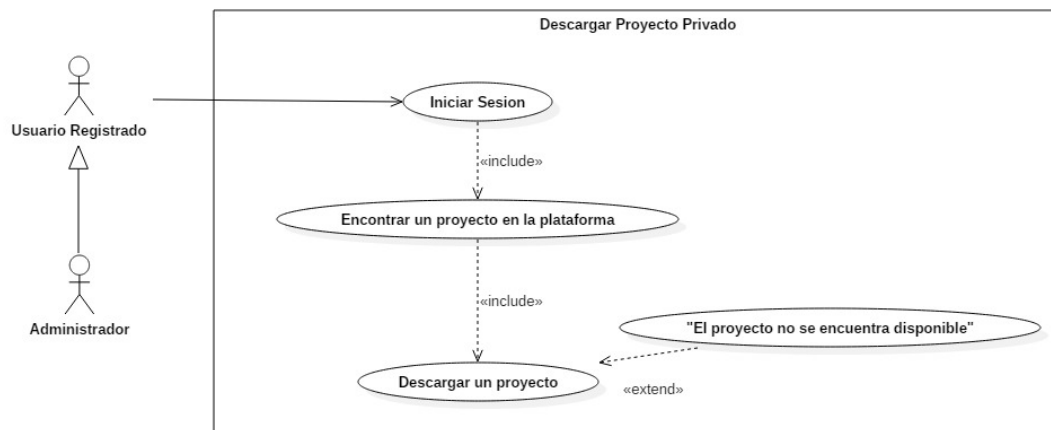 Descargar Proyecto Privado
Iniciar Sesion
Usuario Registrado
«include»
Encontrar un proyecto en la plataforma
«include»
Administrador
"El proyecto no se encuentra disponible"
Descargar un proyecto
«extend»